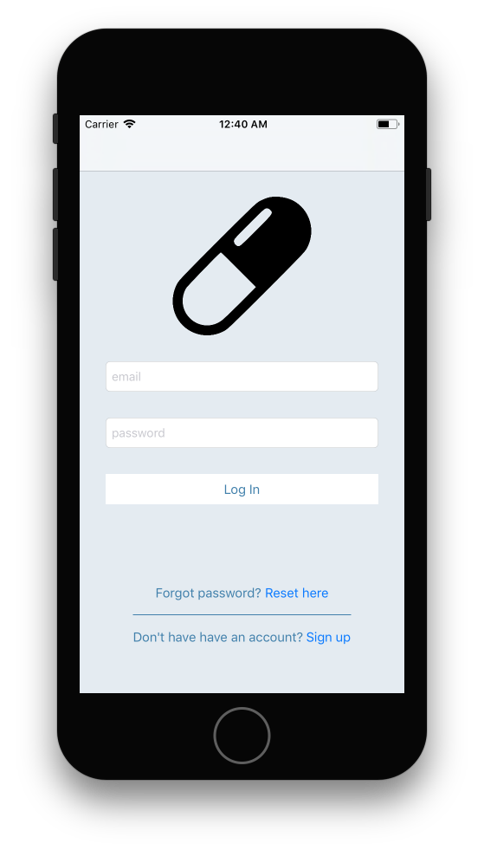 Carrier 12:40 AM
email
password
Log In
Forgot password? Reset here
Don't have have an account? Sign up